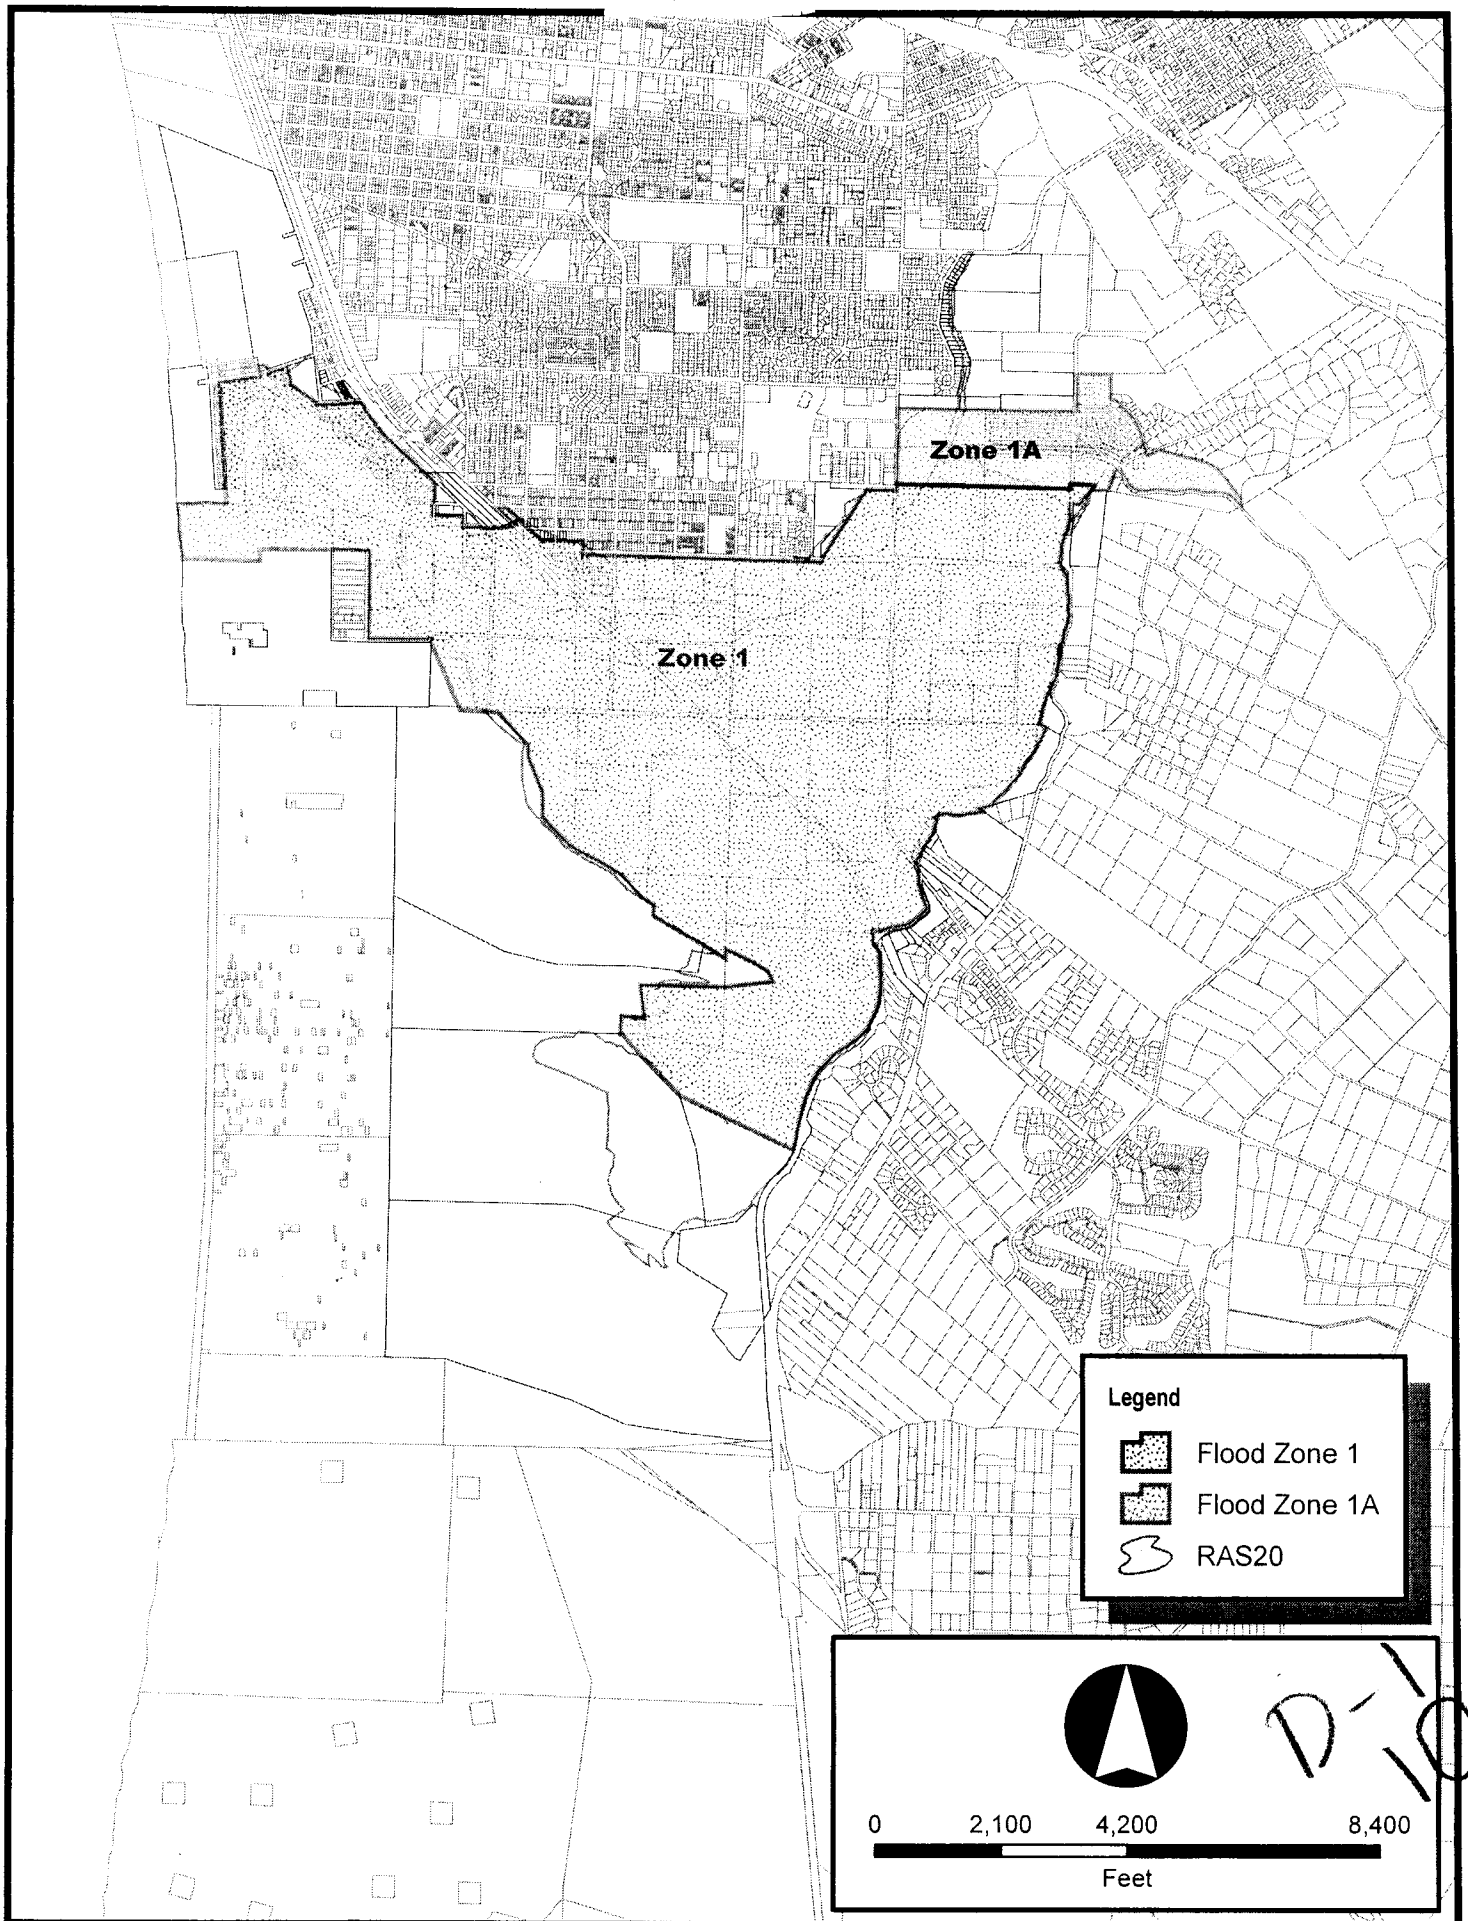 Zone 1A
Zone 1
Legend
Flood Zone 1
Flood Zone 1A
RAS20
D-
0 2,100 4,200 8,400
Feet